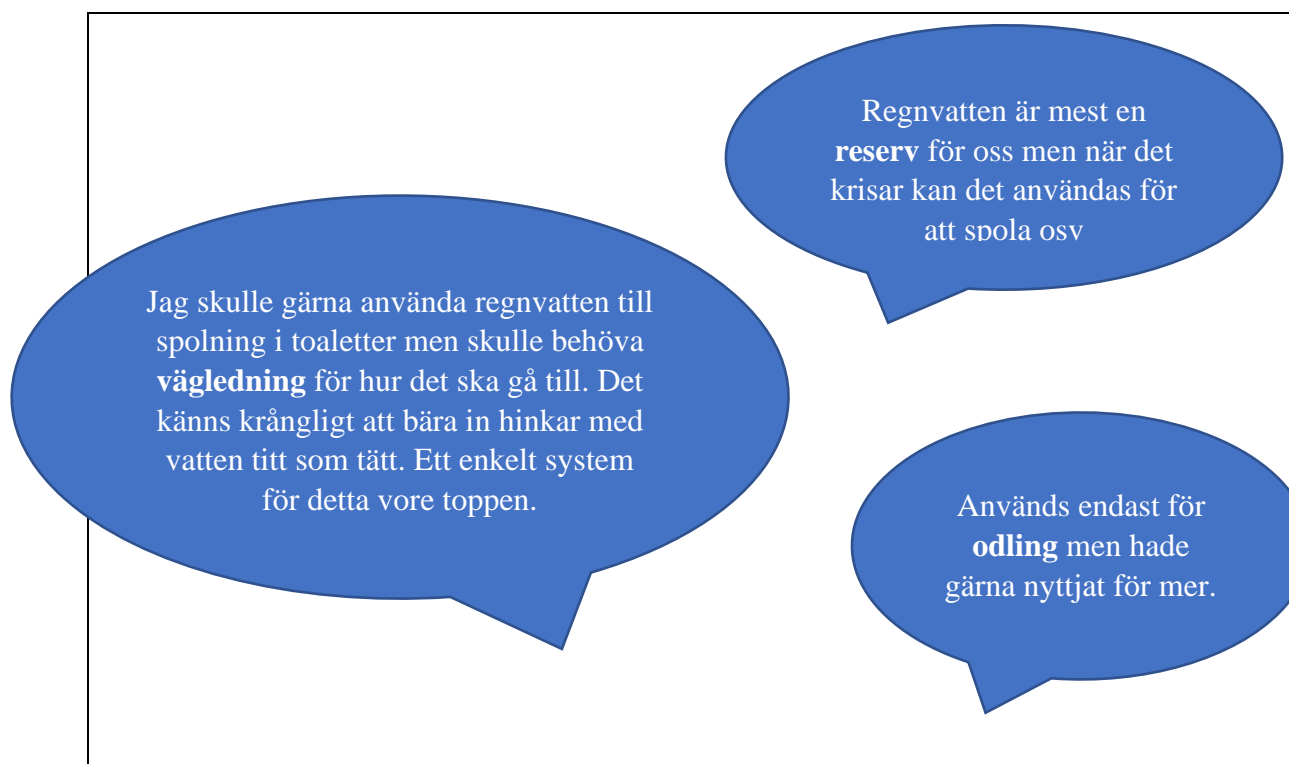 Regnvatten är mest en
reserv för oss men när det
krisar kan det användas för
att spola osv
Jag skulle gärna använda regnvatten till
spolning i toaletter men skulle behöva
vägledning för hur det ska gå till. Det
känns krångligt att bära in hinkar med
vatten titt som tätt. Ett enkelt system
för detta vore toppen.
Används endast för
odling men hade
gärna nyttjat för mer.